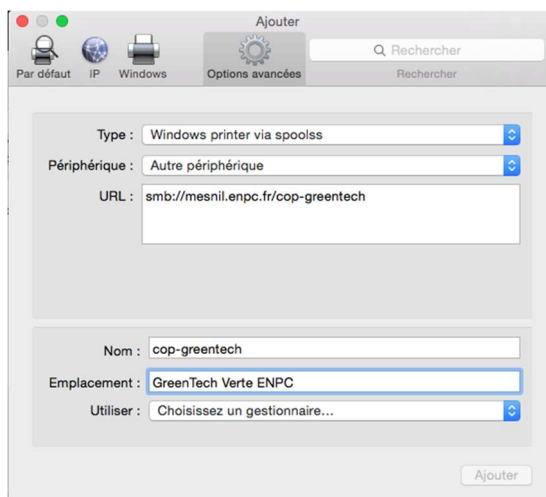 Ajouter
Par défaut IP Windows Options avancées Rechercher
Rechercher
Type : Windows printer via spoolss
Périphérique : Autre périphérique
URL : smb://mesnil.enpc.fr/cop-greentech
Nom : cop-greentech
Emplacement : GreenTech Verte ENPC
Utiliser : Choisissez un gestionnaire...
Ajouter